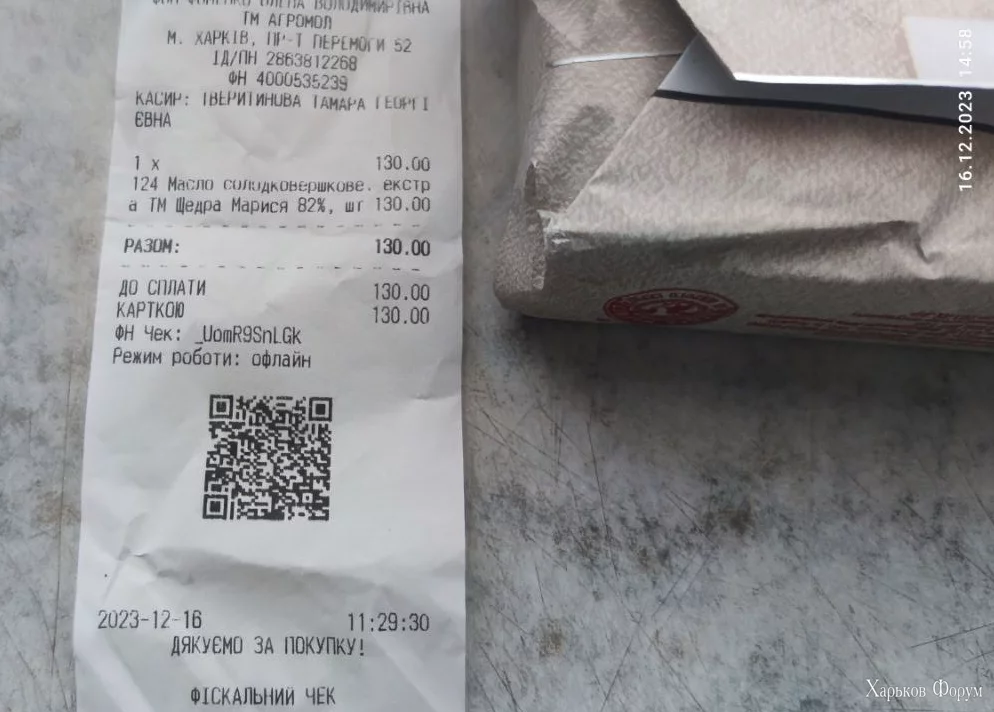 ВОЛОДИМИРІВНА
ТМ АГРОМОЛ
М. ХАРКІВ, ПР-Т ПЕРЕМОГИ 52
ІД/ПН 2863812268
ФН 4000535239
КАСИР: ТВЕРИТИНОВА ТАМАРА ГЕОРГІ
ЄВНА
1 x 130.00
124 Масло солодковершкове. екстр
а ТМ Щедра Марися 82%, шт 130.00
РАЗОМ: 130.00
ДО СПЛАТИ 130.00
КАРТКОЮ 130.00
ФН Чек: _UomR9SnLGk
Режим роботи: офлайн
2023-12-16 11:29:30
ДЯКУЄМО ЗА ПОКУПКУ!
ФІСКАЛЬНИЙ ЧЕК
16.12.2023 14:58
Харьков Форум